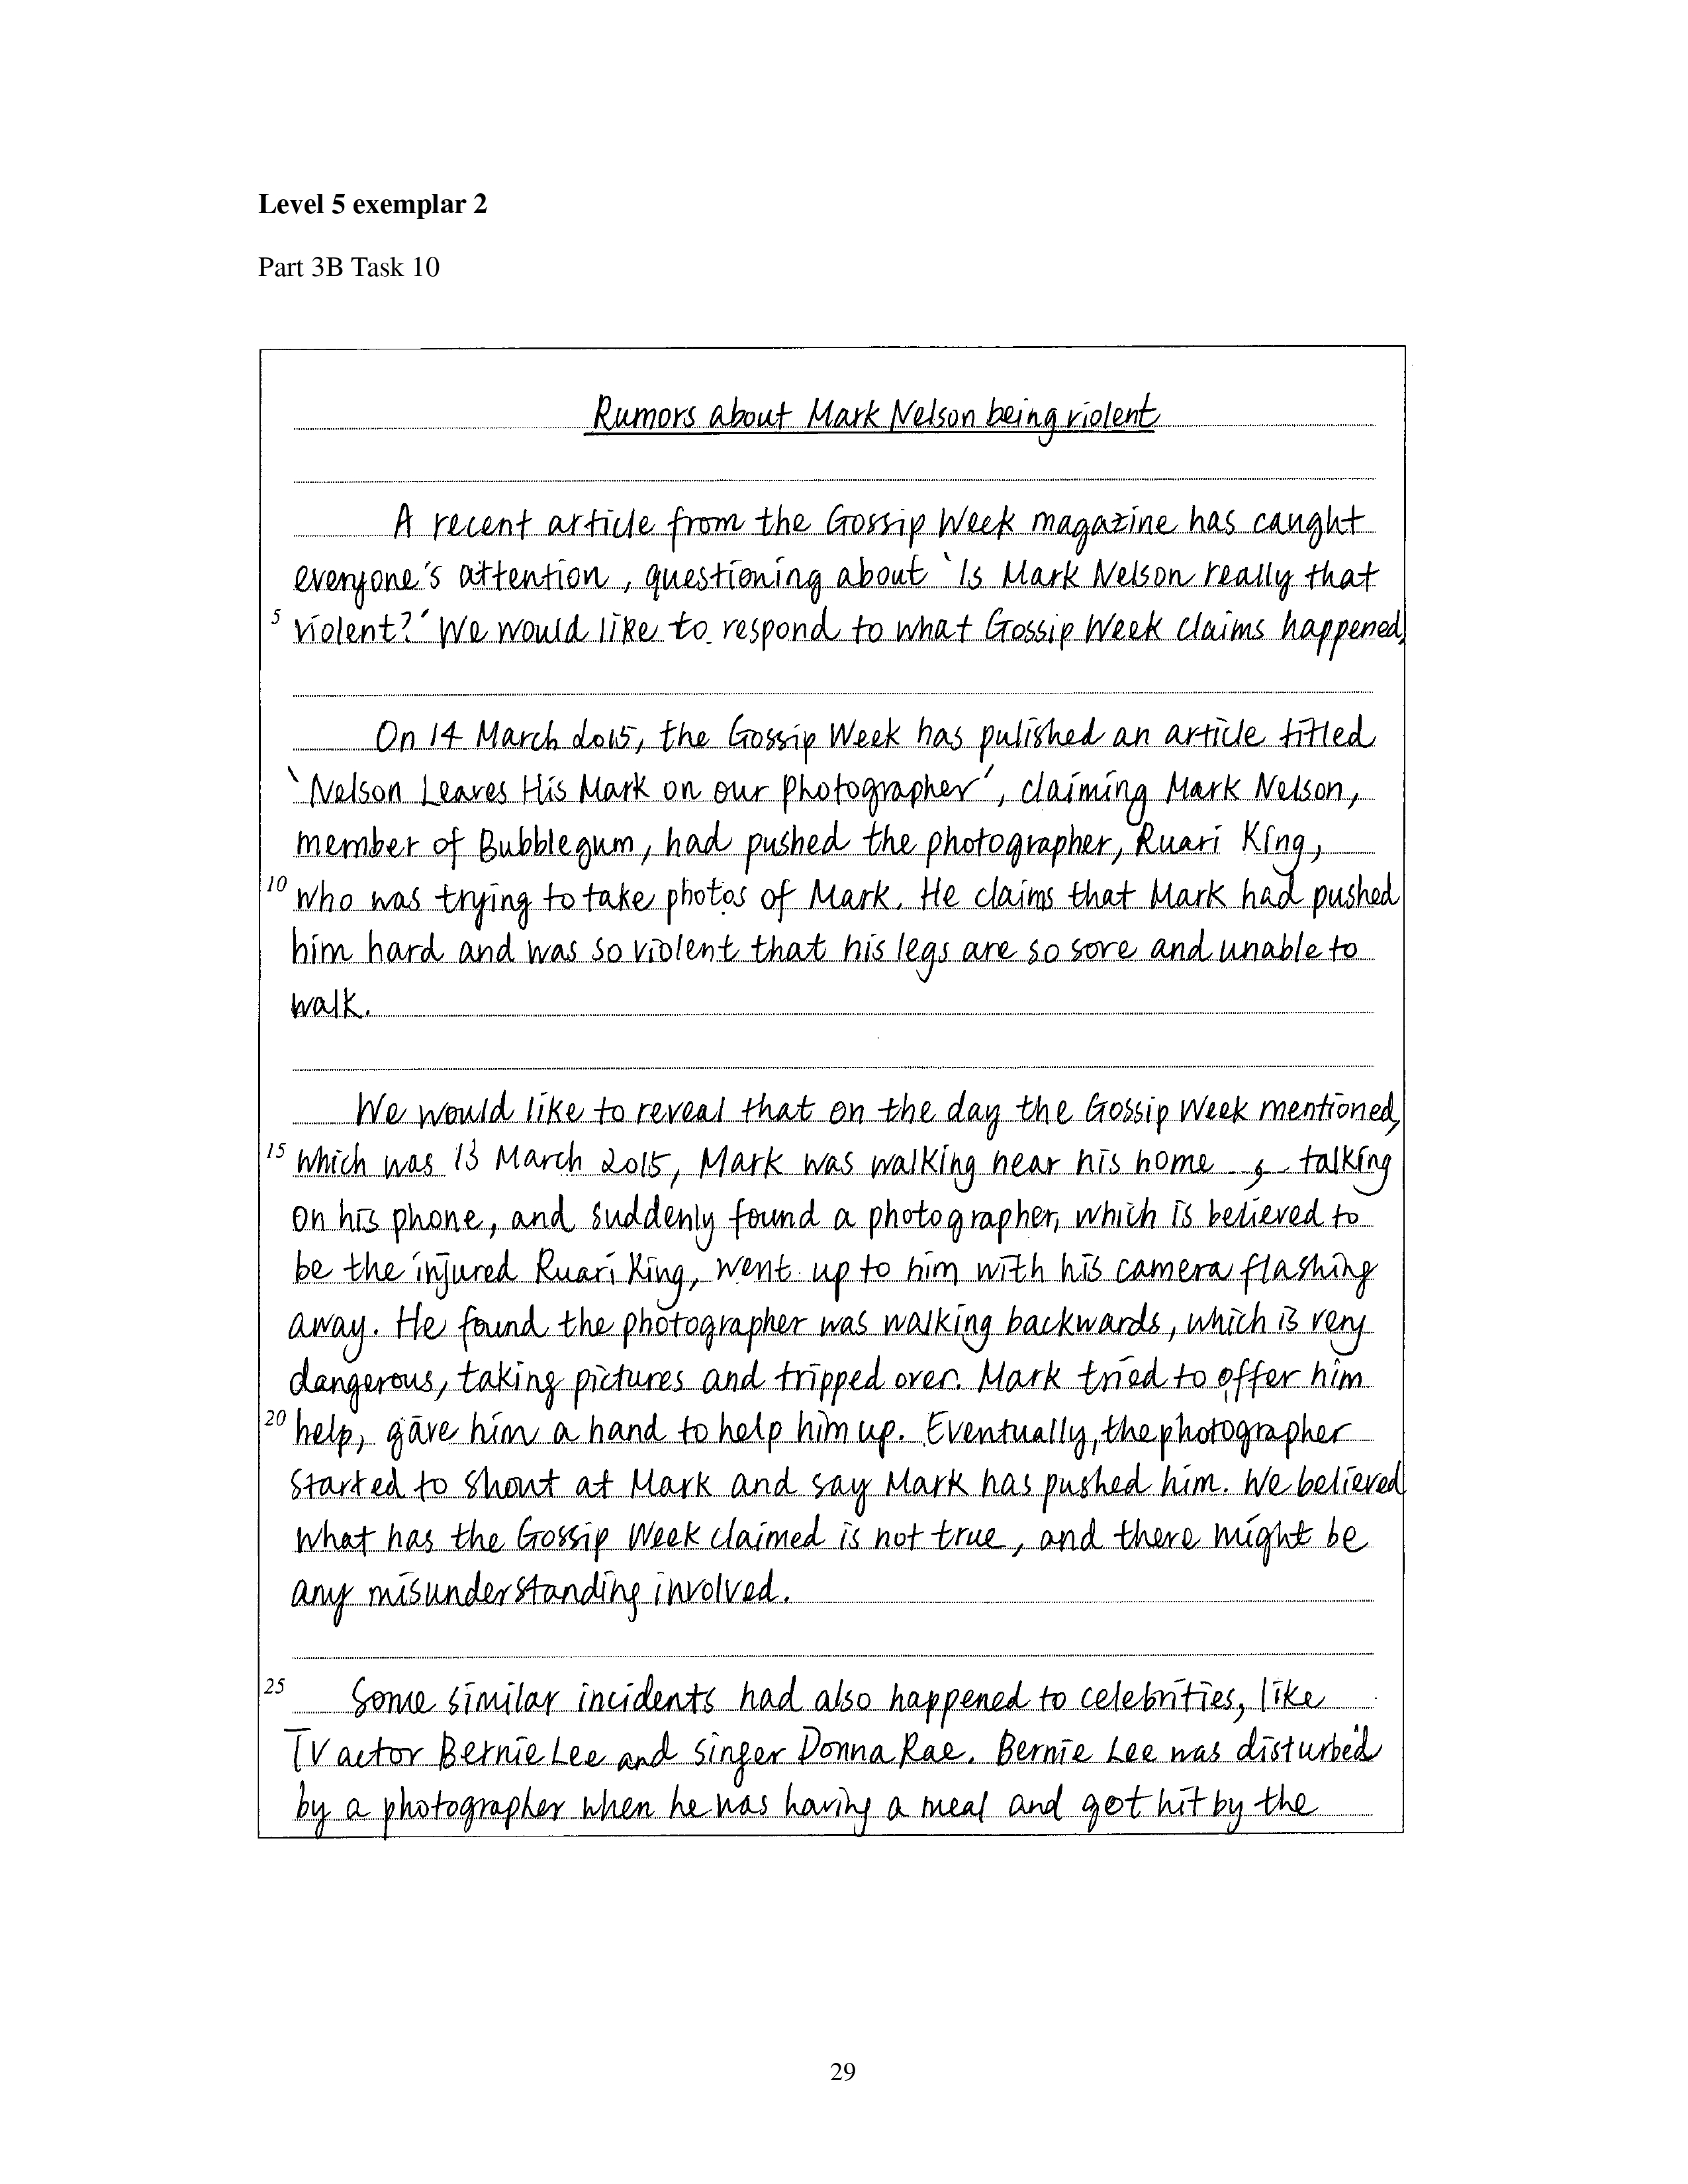 Level 5 exemplar 2
Part 3B Task 10
Rumors about Mark Nelson being violent
A recent article from the Gossip Week magazine has caught
everyone's attention, questioning about 'Is Mark Nelson really that
5 violent?' We would like to respond to what Gossip Week claims happened,
On 14 March 2015, the Gossip Week has pulished an article titled
'Nelson Leaves His Mark on our photographer', claiming Mark Nelson,
member of Bubblegum, had pushed the photographer, Ruari King,
10 who was trying to take photos of Mark. He claims that Mark had pushed
him hard and was so violent that his legs are so sore and unable to
walk.
We would like to reveal that on the day the Gossip Week mentioned,
15 which was 13 March 2015, Mark was walking near his home , talking
on his phone, and suddenly found a photographer, which is believed to
be the injured Ruari King, went up to him with his camera flashing
away. He found the photographer was walking backwards, which is very
dangerous, taking pictures and tripped over. Mark tried to offer him
20 help, gave him a hand to help him up. Eventually, the photographer
started to shout at Mark and say Mark has pushed him. We believed
what has the Gossip Week claimed is not true, and there might be
any misunderstanding involved.
25 Some similar incidents had also happened to celebrities, like
TV actor Bernie Lee and singer Donna Rae. Bernie Lee was disturbed
by a photographer when he was having a meal and got hit by the
29